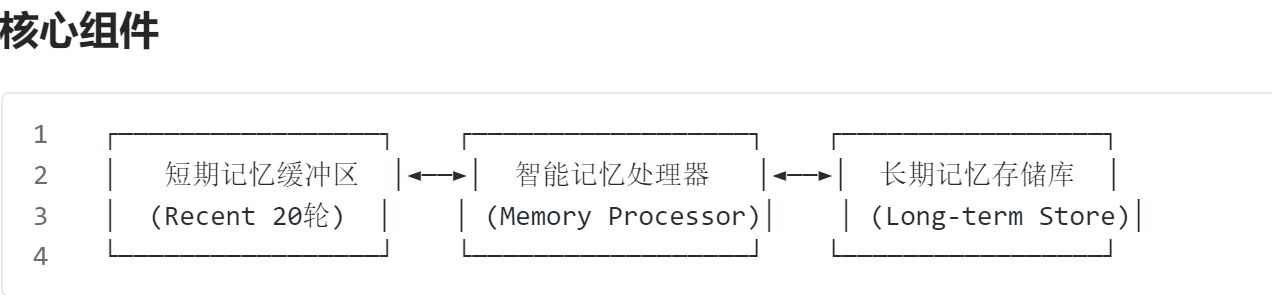 核心组件
1 ┌─────────────────┐    ┌──────────────────┐    ┌─────────────────┐
2 │   短期记忆缓冲区  │◄──►│  智能记忆处理器   │◄──►│  长期记忆存储库  │
3 │  (Recent 20轮)  │    │ (Memory Processor)│    │ (Long-term Store)│
4 └─────────────────┘    └──────────────────┘    └─────────────────┘